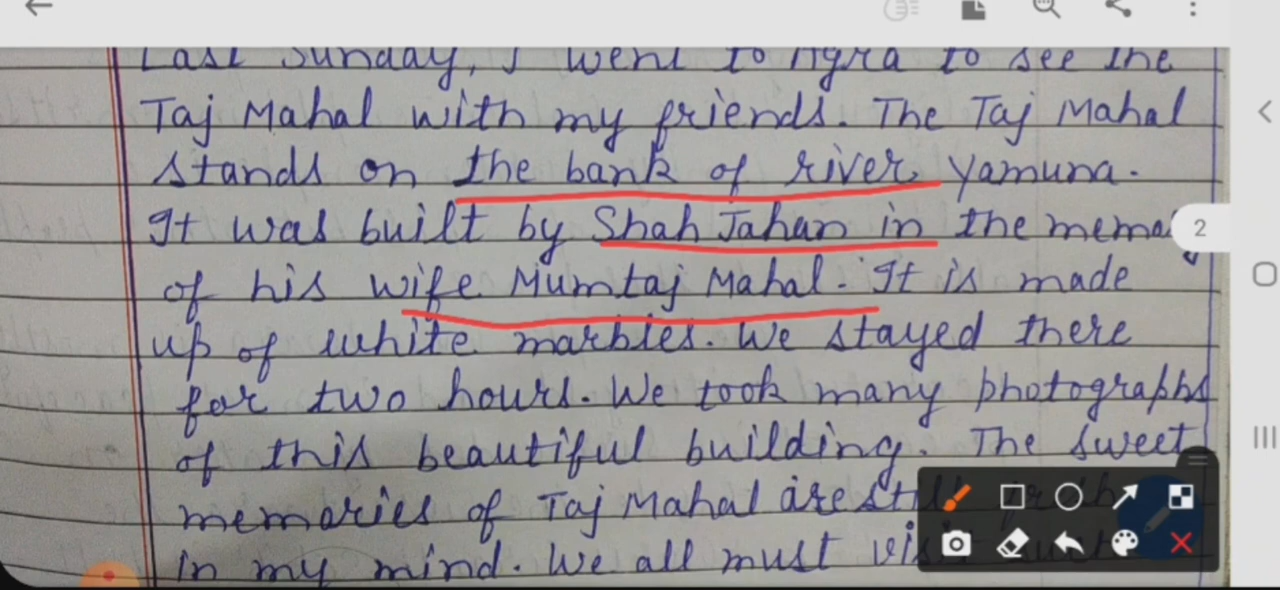 Last Sunday, I went to Agra to see the
Taj Mahal with my friends. The Taj Mahal
stands on the bank of river Yamuna.
It was built by Shah Jahan in the memo
2
of his wife Mumtaj Mahal. It is made
up of white marbles. We stayed there
for two hours. We took many photographs
of this beautiful building. The sweet
memories of Taj Mahal are still
in my mind. We all must